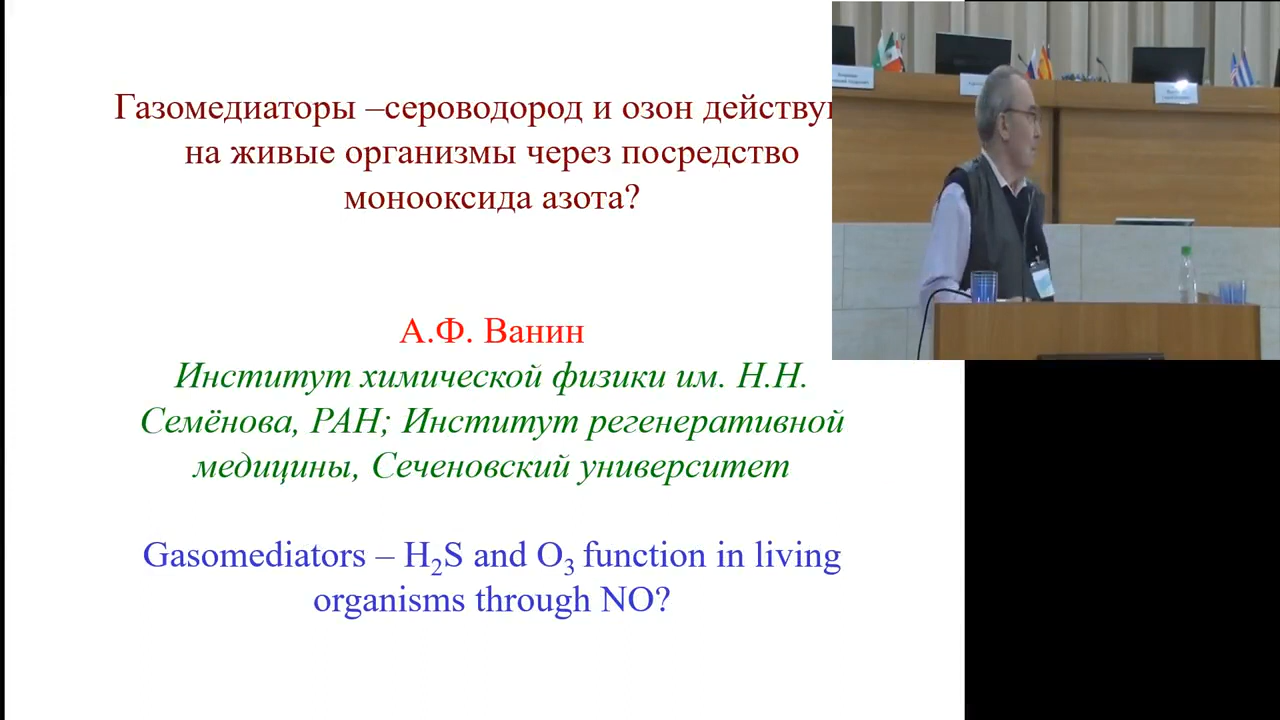 Газомедиаторы –сероводород и озон действу
на живые организмы через посредство
монооксида азота?
А.Ф. Ванин
Институт химической физики им. Н.Н.
Семёнова, РАН; Институт регенеративной
медицины, Сеченовский университет
Gasomediators – H₂S and O₃ function in living
organisms through NO?